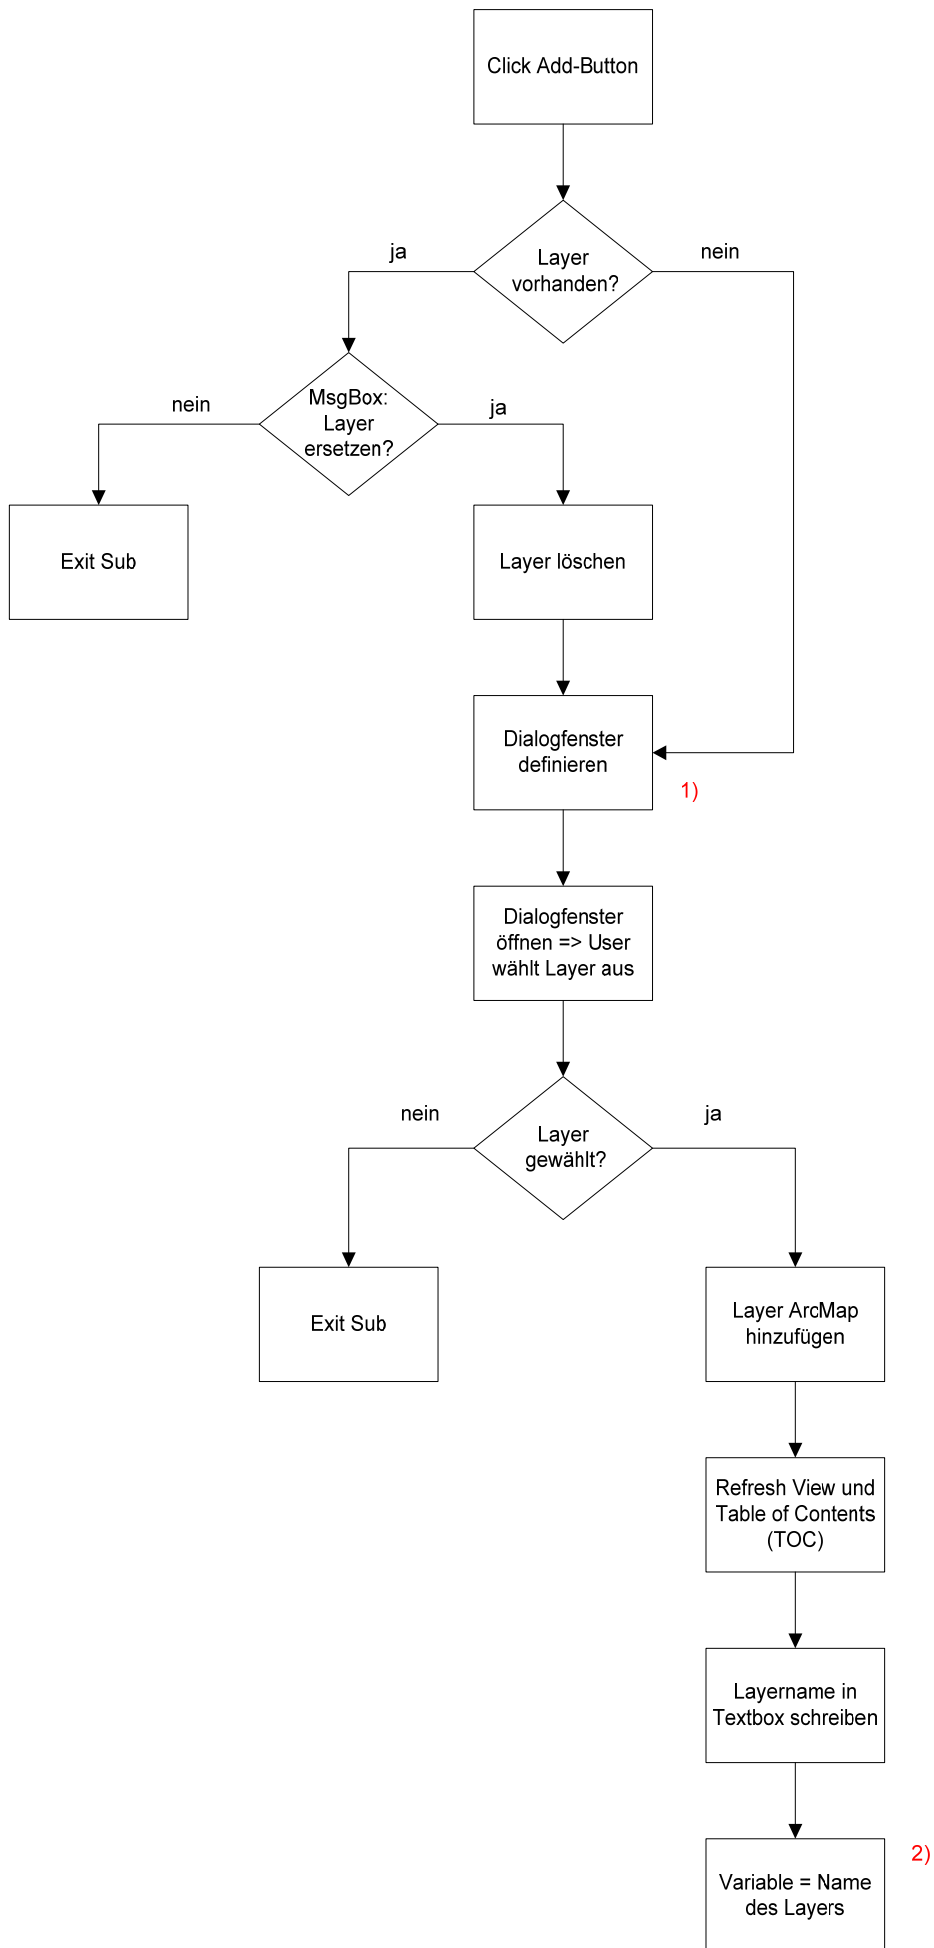 Click Add-Button
Layer
vorhanden?
ja
nein
MsgBox:
Layer
ersetzen?
nein
ja
Exit Sub
Layer löschen
Dialogfenster
definieren
1)
Dialogfenster
öffnen => User
wählt Layer aus
Layer
gewählt?
nein
ja
Exit Sub
Layer ArcMap
hinzufügen
Refresh View und
Table of Contents
(TOC)
Layername in
Textbox schreiben
2)
Variable = Name
des Layers